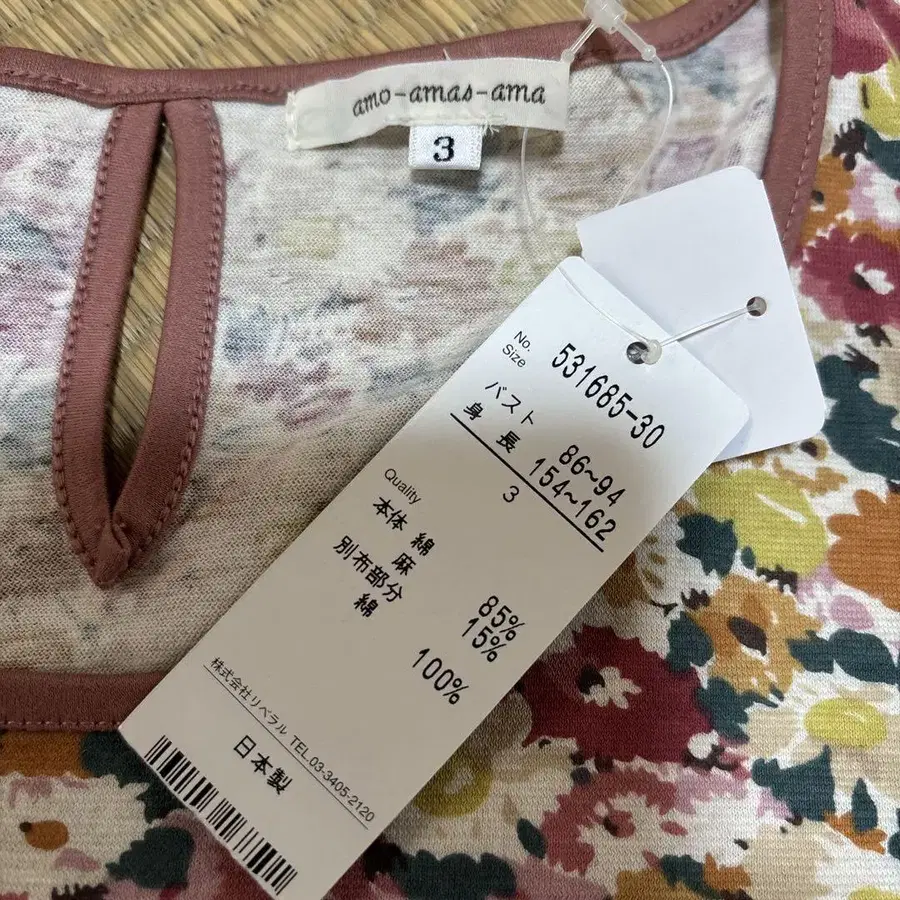 amo-amas-ama
3
No. 531685-30
Size
バスト 86~94
身長 154~162
3
Quality
本体 綿 85%
麻 15%
別布部分
綿 100%
株式会社リベラル TEL.03-3405-2120
日本製